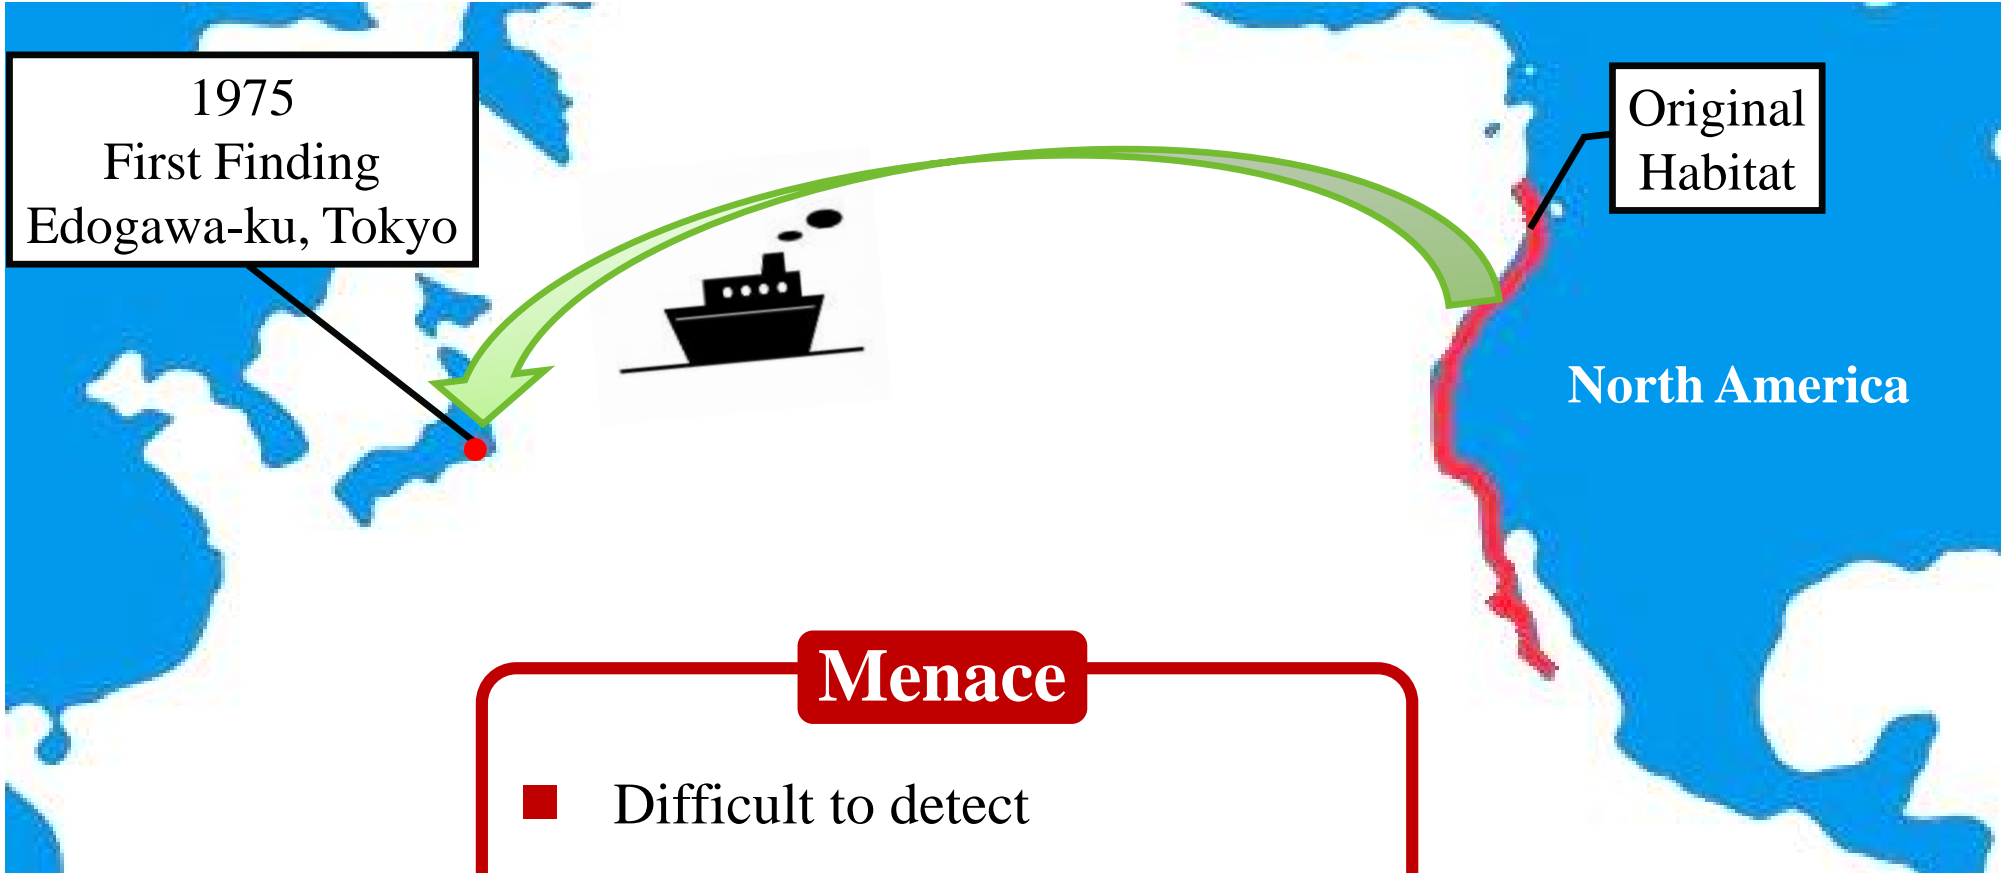 1975
First Finding
Edogawa-ku, Tokyo
Original
Habitat
North America
Menace
Difficult to detect